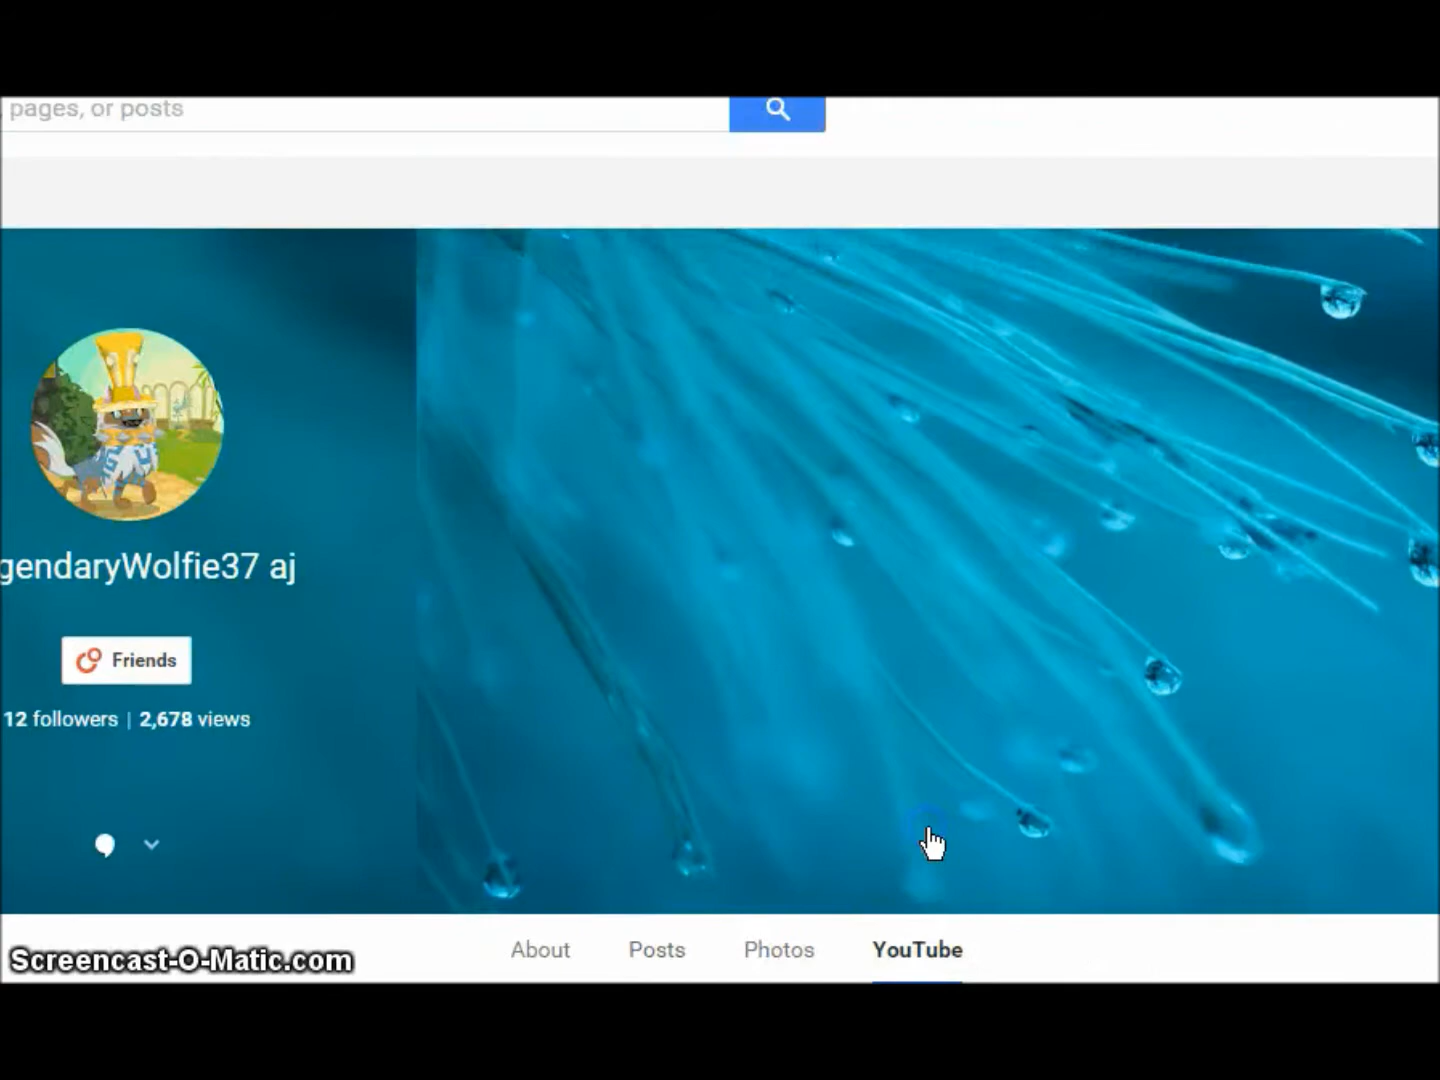 pages, or posts
gendaryWolfie37 aj
Friends
12 followers | 2,678 views
About Posts Photos YouTube
Screencast-O-Matic.com